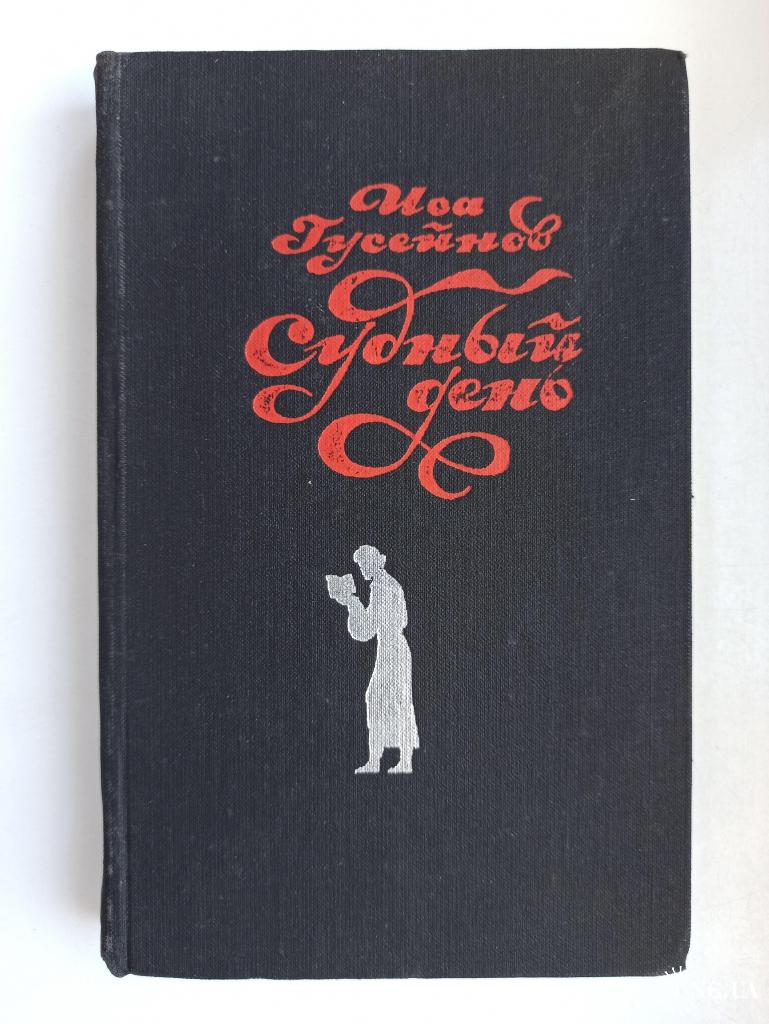 Иса
Гусейнов
Судный
день